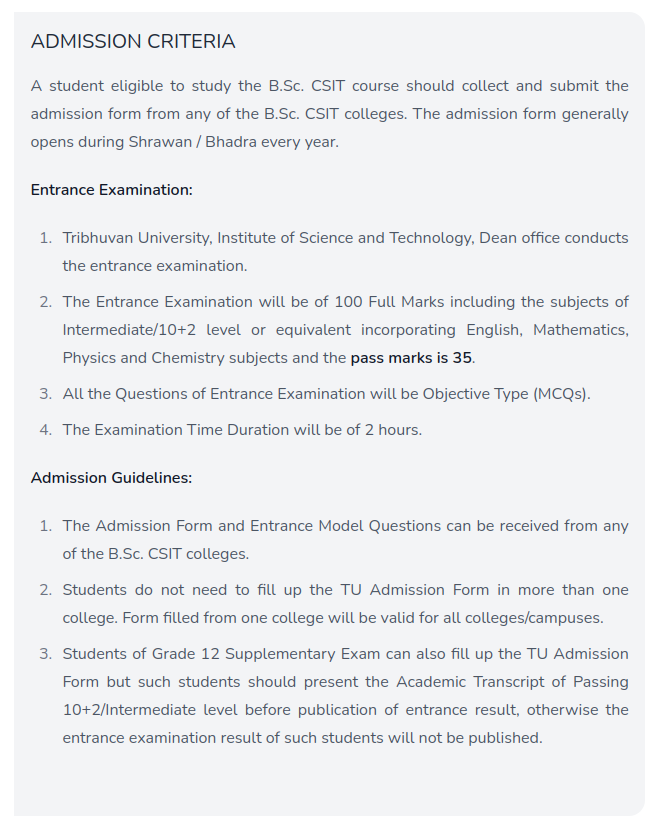 ADMISSION CRITERIA
A student eligible to study the B.Sc. CSIT course should collect and submit the
admission form from any of the B.Sc. CSIT colleges. The admission form generally
opens during Shrawan / Bhadra every year.
Entrance Examination:
1. Tribhuvan University, Institute of Science and Technology, Dean office conducts
the entrance examination.
2. The Entrance Examination will be of 100 Full Marks including the subjects of
Intermediate/10+2 level or equivalent incorporating English, Mathematics,
Physics and Chemistry subjects and the pass marks is 35.
3. All the Questions of Entrance Examination will be Objective Type (MCQs).
4. The Examination Time Duration will be of 2 hours.
Admission Guidelines:
1. The Admission Form and Entrance Model Questions can be received from any
of the B.Sc. CSIT colleges.
2. Students do not need to fill up the TU Admission Form in more than one
college. Form filled from one college will be valid for all colleges/campuses.
3. Students of Grade 12 Supplementary Exam can also fill up the TU Admission
Form but such students should present the Academic Transcript of Passing
10+2/Intermediate level before publication of entrance result, otherwise the
entrance examination result of such students will not be published.